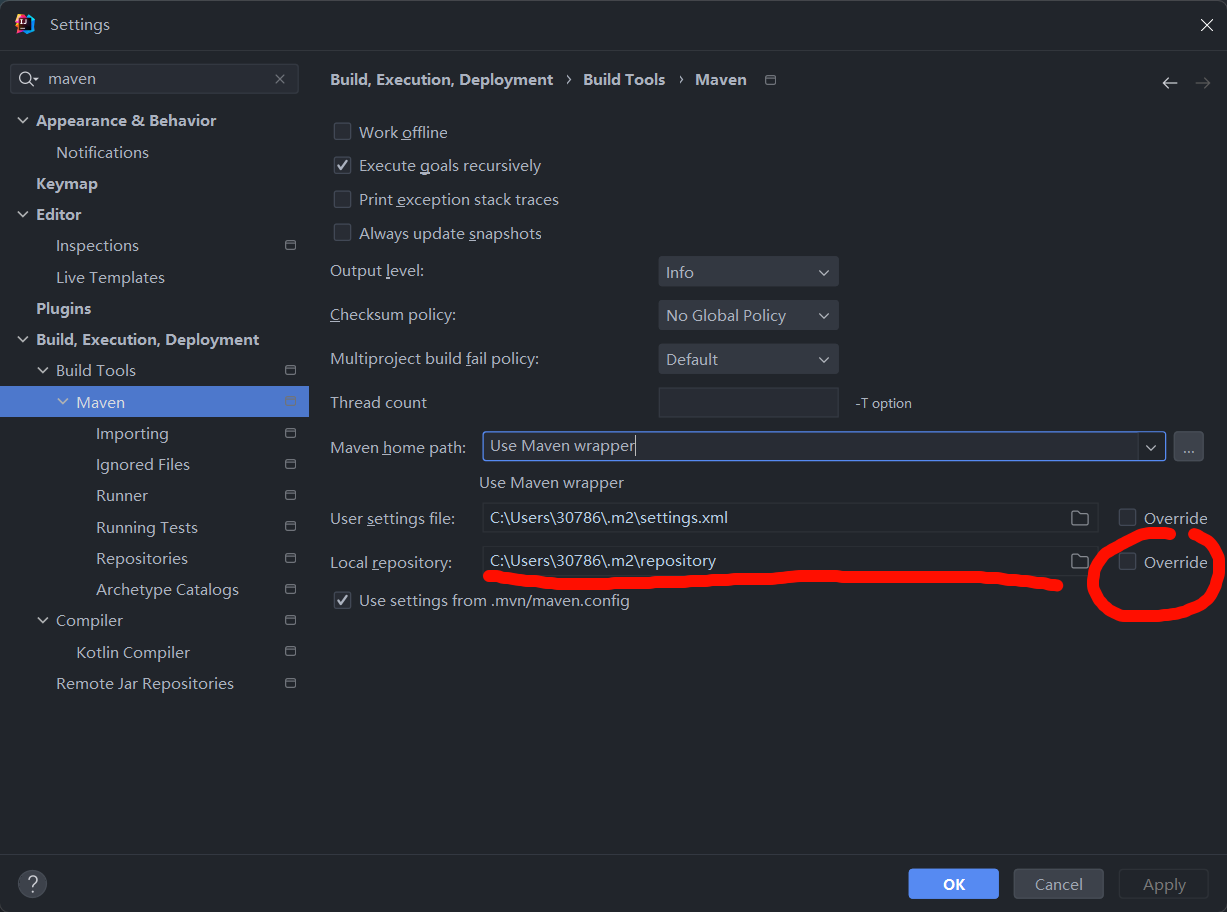 Settings
maven
Build, Execution, Deployment › Build Tools › Maven
Appearance & Behavior
Notifications
Keymap
Editor
Inspections
Live Templates
Plugins
Build, Execution, Deployment
Build Tools
Maven
Importing
Ignored Files
Runner
Running Tests
Repositories
Archetype Catalogs
Compiler
Kotlin Compiler
Remote Jar Repositories
Work offline
Execute goals recursively
Print exception stack traces
Always update snapshots
Output level: Info
Checksum policy: No Global Policy
Multiproject build fail policy: Default
Thread count -T option
Maven home path: Use Maven wrapper ...
Use Maven wrapper
User settings file: C:\Users\30786\.m2\settings.xml Override
Local repository: C:\Users\30786\.m2\repository Override
Use settings from .mvn/maven.config
? OK Cancel Apply